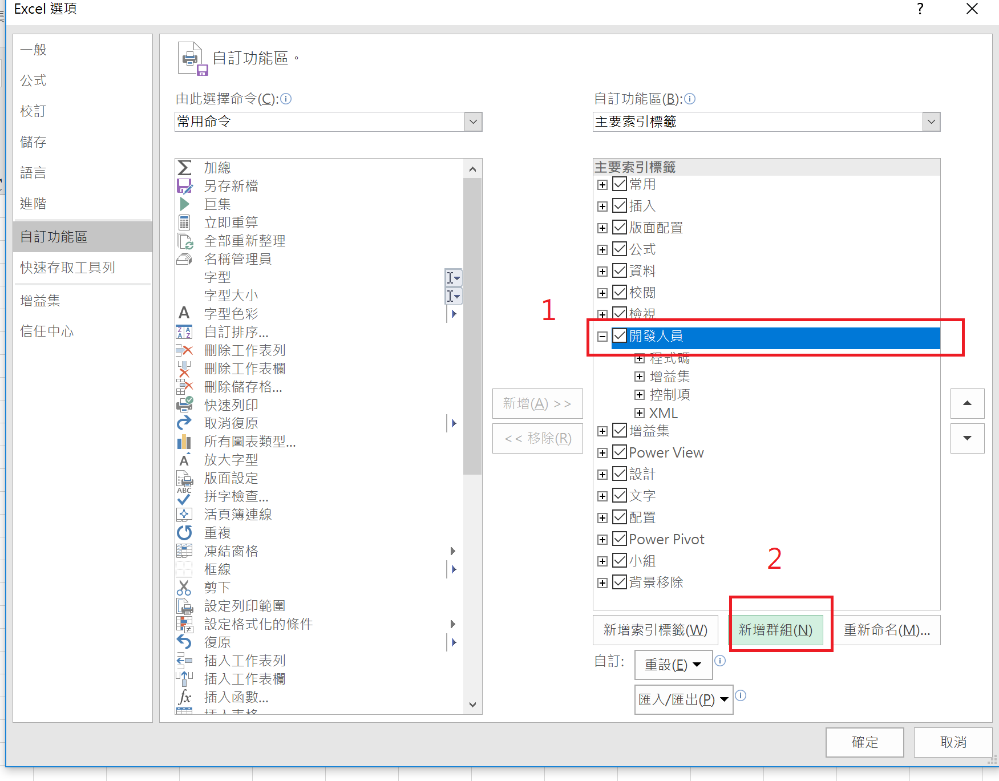 Excel 選項
?
一般
公式
校訂
儲存
語言
進階
自訂功能區
快速存取工具列
增益集
信任中心
自訂功能區。
由此選擇命令(C):
常用命令
加總
另存新檔
巨集
立即重算
全部重新整理
名稱管理員
字型
字型大小
字型色彩
自訂排序...
刪除工作表列
刪除工作表欄
刪除儲存格...
快速列印
取消復原
所有圖表類型...
放大字型
版面設定
拼字檢查...
活頁簿連線
重複
凍結窗格
框線
剪下
設定列印範圍
設定格式化的條件
復原
插入工作表列
插入工作表欄
插入函數...
插入表格
新增(A) >>
<< 移除(R)
自訂功能區(B):
主要索引標籤
主要索引標籤
常用
插入
版面配置
公式
資料
校閱
檢視
1
開發人員
程式碼
增益集
控制項
XML
增益集
Power View
設計
文字
配置
Power Pivot
小組
背景移除
2
新增索引標籤(W)
新增群組(N)
重新命名(M)...
自訂:
重設(E)
匯入/匯出(P)
確定
取消